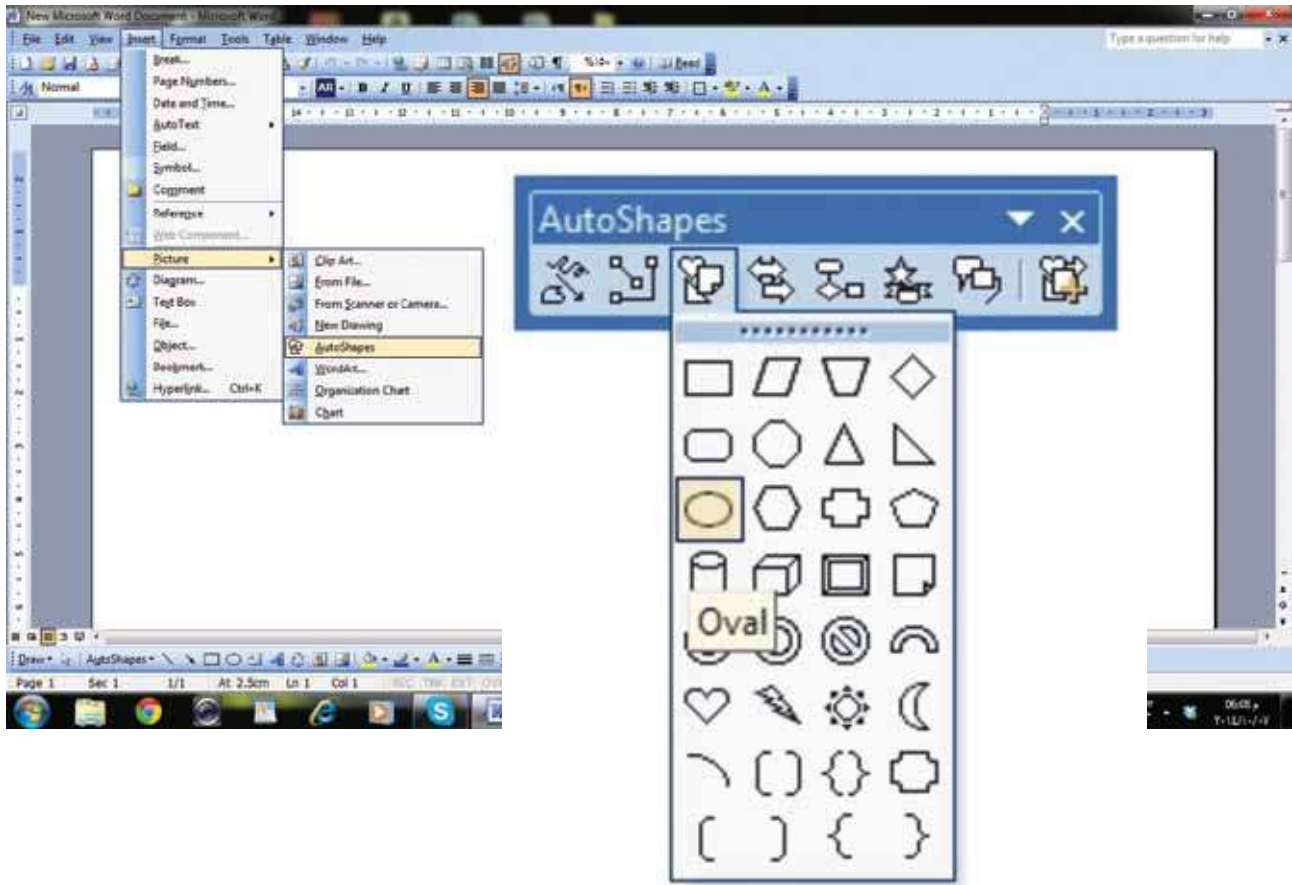 New Microsoft Word Document - Microsoft Word
File Edit View Insert Format Tools Table Window Help
Type a question for help
Normal
Read
Break...
Page Numbers...
Date and Time...
AutoText
Field...
Symbol...
Comment
Reference
Web Component...
Picture
Diagram...
Text Box
File...
Object...
Bookmark...
Hyperlink... Ctrl+K
Clip Art...
From File...
From Scanner or Camera...
New Drawing
AutoShapes
WordArt...
Organization Chart
Chart
AutoShapes
Oval
Draw AutoShapes
Page 1 Sec 1 1/1 At 2.5cm Ln 1 Col 1